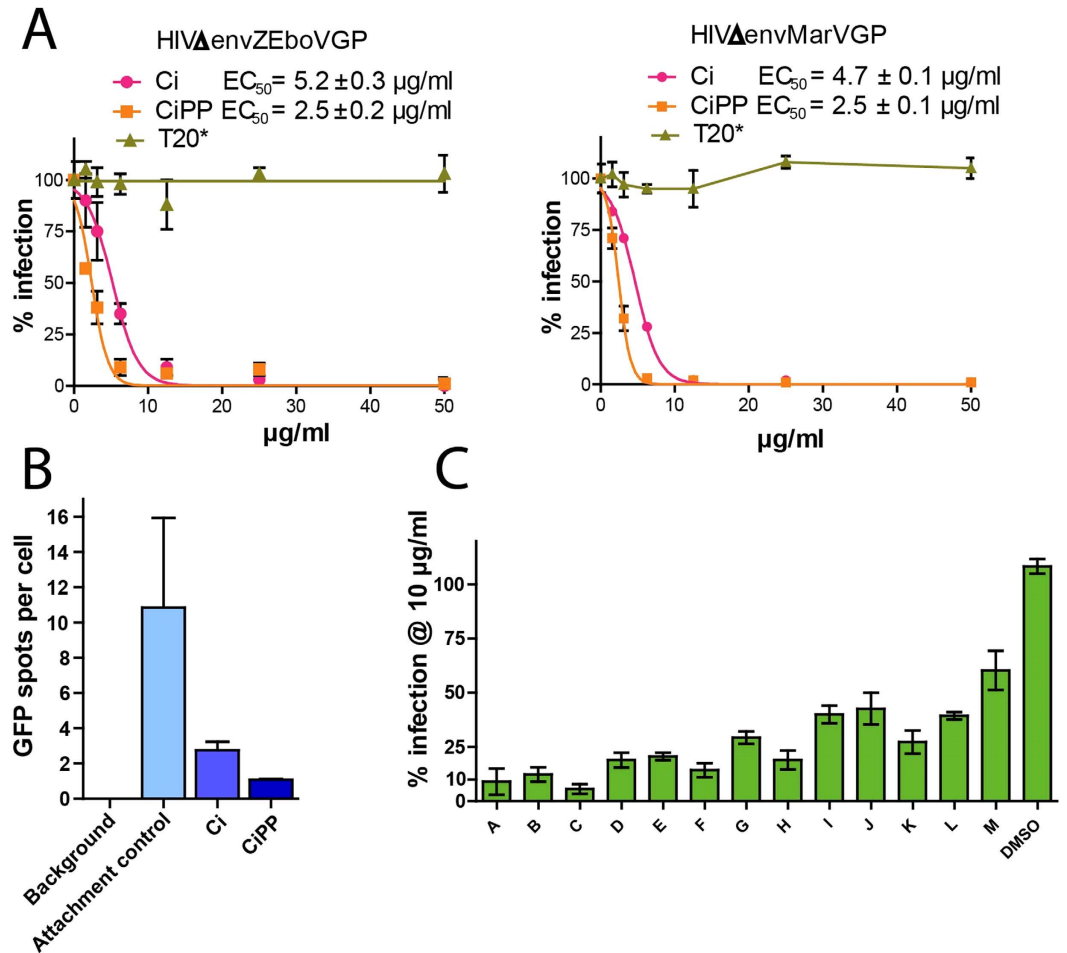 A
HIVΔenvZEboVGP
Ci EC50 = 5.2 ±0.3 µg/ml
CiPP EC50 = 2.5 ±0.2 µg/ml
T20*
% infection
100
75
50
25
0
0 10 20 30 40 50
µg/ml
HIVΔenvMarVGP
Ci EC50 = 4.7 ± 0.1 µg/ml
CiPP EC50 = 2.5 ± 0.1 µg/ml
T20*
% infection
100
75
50
25
0
0 10 20 30 40 50
µg/ml
B
GFP spots per cell
16
14
12
10
8
6
4
2
0
Background
Attachment control
Ci
CiPP
C
% infection @ 10 µg/ml
100
75
50
25
10
0
A B C D E F G H I J K L M DMSO